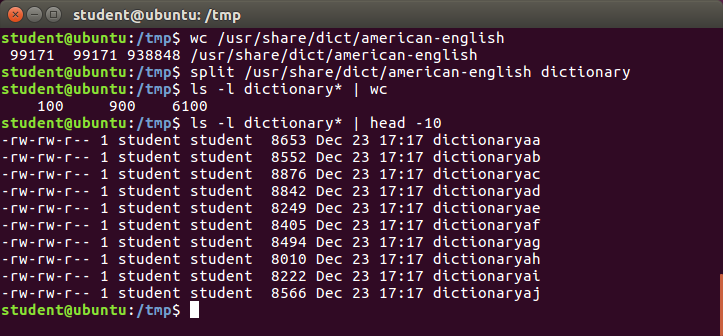 student@ubuntu: /tmp
student@ubuntu:/tmp$ wc /usr/share/dict/american-english
 99171  99171 938848 /usr/share/dict/american-english
student@ubuntu:/tmp$ split /usr/share/dict/american-english dictionary
student@ubuntu:/tmp$ ls -l dictionary* | wc
    100     900    6100
student@ubuntu:/tmp$ ls -l dictionary* | head -10
-rw-rw-r-- 1 student student  8653 Dec 23 17:17 dictionaryaa
-rw-rw-r-- 1 student student  8552 Dec 23 17:17 dictionaryab
-rw-rw-r-- 1 student student  8876 Dec 23 17:17 dictionaryac
-rw-rw-r-- 1 student student  8842 Dec 23 17:17 dictionaryad
-rw-rw-r-- 1 student student  8249 Dec 23 17:17 dictionaryae
-rw-rw-r-- 1 student student  8405 Dec 23 17:17 dictionaryaf
-rw-rw-r-- 1 student student  8494 Dec 23 17:17 dictionaryag
-rw-rw-r-- 1 student student  8010 Dec 23 17:17 dictionaryah
-rw-rw-r-- 1 student student  8222 Dec 23 17:17 dictionaryai
-rw-rw-r-- 1 student student  8566 Dec 23 17:17 dictionaryaj
student@ubuntu:/tmp$